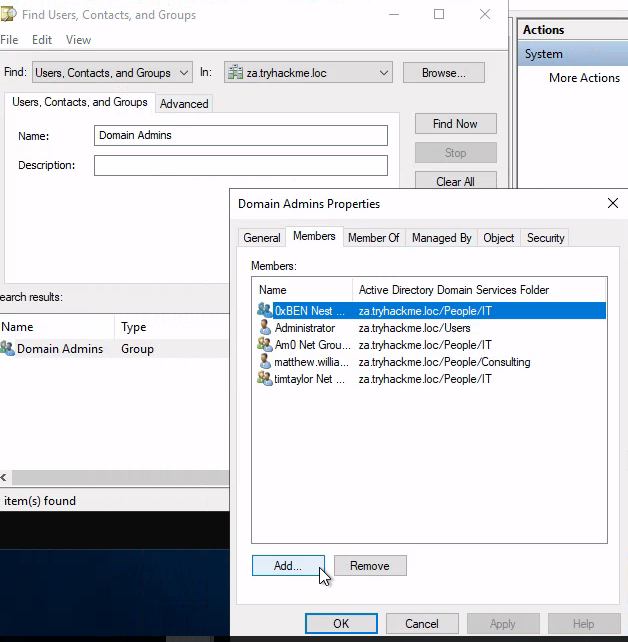 Find Users, Contacts, and Groups
File Edit View
Find: Users, Contacts, and Groups In: za.tryhackme.loc Browse...
Users, Contacts, and Groups Advanced
Name: Domain Admins
Description:
Find Now
Stop
Clear All
earch results:
Name Type
Domain Admins Group
item(s) found
Actions
System
More Actions
Domain Admins Properties
General Members Member Of Managed By Object Security
Members:
Name Active Directory Domain Services Folder
0xBEN Nest ... za.tryhackme.loc/People/IT
Administrator za.tryhackme.loc/Users
Am0 Net Grou... za.tryhackme.loc/People/IT
matthew.willia... za.tryhackme.loc/People/Consulting
timtaylor Net ... za.tryhackme.loc/People/IT
Add... Remove
OK Cancel Apply Help